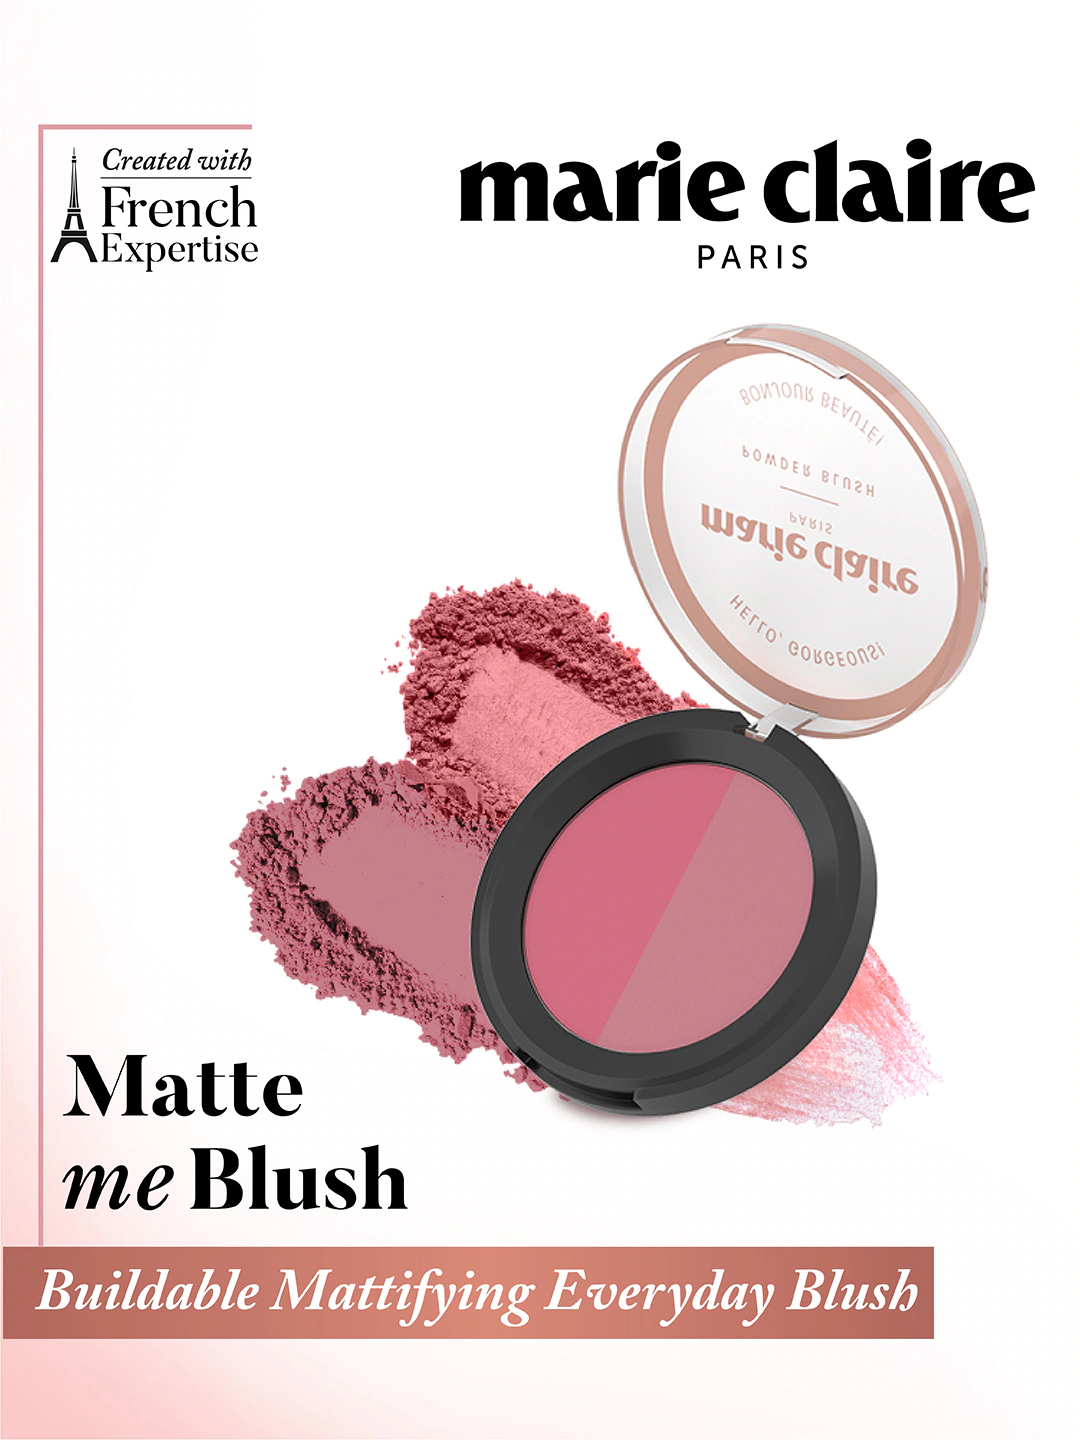 Created with
French
Expertise
marie claire
PARIS
BONJOUR BEAUTÉ!
POWDER BLUSH
PARIS
marie claire
HELLO, GORGEOUS!
Matte
me Blush
Buildable Mattifying Everyday Blush